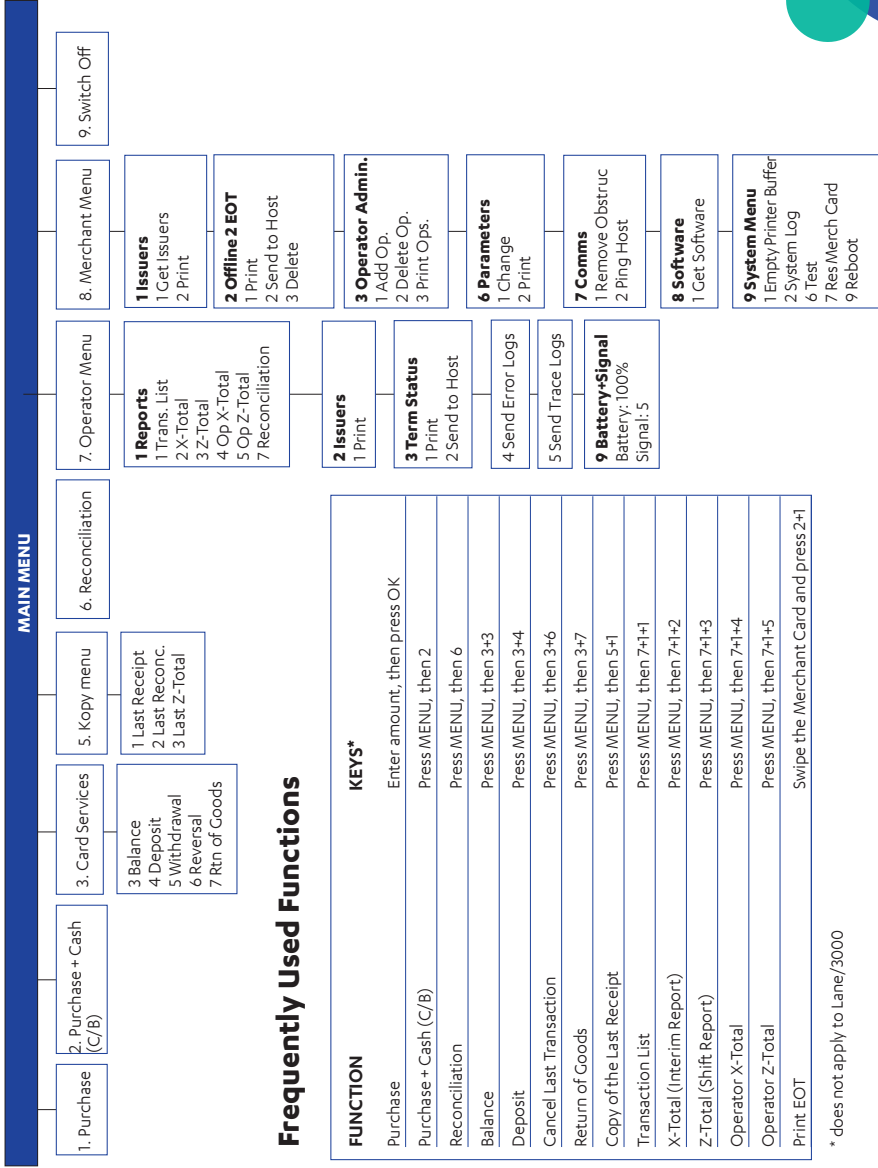 MAIN MENU
1. Purchase
2. Purchase + Cash
(C/B)
3. Card Services
3 Balance
4 Deposit
5 Withdrawal
6 Reversal
7 Rtn of Goods
5. Kopy menu
1 Last Receipt
2 Last Reconc.
3 Last Z-Total
6. Reconciliation
7. Operator Menu
1 Reports
1 Trans. List
2 X-Total
3 Z-Total
4 Op X-Total
5 Op Z-Total
7 Reconciliation
2 Issuers
1 Print
3 Term Status
1 Print
2 Send to Host
4 Send Error Logs
5 Send Trace Logs
9 Battery+Signal
Battery: 100%
Signal: 5
8. Merchant Menu
1 Issuers
1 Get Issuers
2 Print
2 Offline 2 EOT
1 Print
2 Send to Host
3 Delete
3 Operator Admin.
1 Add Op.
2 Delete Op.
3 Print Ops.
6 Parameters
1 Change
2 Print
7 Comms
1 Remove Obstruc
2 Ping Host
8 Software
1 Get Software
9 System Menu
1 Empty Printer Buffer
2 System Log
6 Test
7 Res Merch Card
9 Reboot
9. Switch Off
Frequently Used Functions
FUNCTION KEYS*
Purchase Enter amount, then press OK
Purchase + Cash (C/B) Press MENU, then 2
Reconciliation Press MENU, then 6
Balance Press MENU, then 3+3
Deposit Press MENU, then 3+4
Cancel Last Transaction Press MENU, then 3+6
Return of Goods Press MENU, then 3+7
Copy of the Last Receipt Press MENU, then 5+1
Transaction List Press MENU, then 7+1+1
X-Total (Interim Report) Press MENU, then 7+1+2
Z-Total (Shift Report) Press MENU, then 7+1+3
Operator X-Total Press MENU, then 7+1+4
Operator Z-Total Press MENU, then 7+1+5
Print EOT Swipe the Merchant Card and press 2+1
* does not apply to Lane/3000